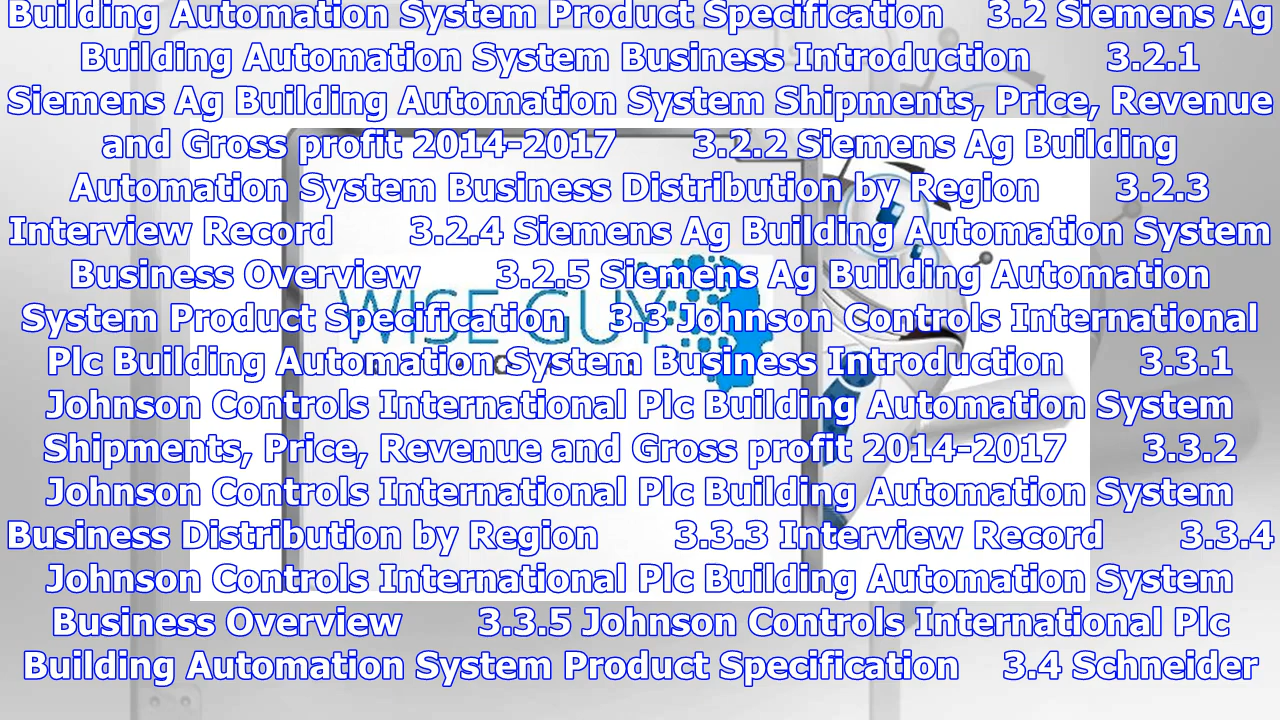 Building Automation System Product Specification 3.2 Siemens Ag
Building Automation System Business Introduction 3.2.1
Siemens Ag Building Automation System Shipments, Price, Revenue
and Gross profit 2014-2017 3.2.2 Siemens Ag Building
Automation System Business Distribution by Region 3.2.3
Interview Record 3.2.4 Siemens Ag Building Automation System
Business Overview 3.2.5 Siemens Ag Building Automation
System Product Specification 3.3 Johnson Controls International
Plc Building Automation System Business Introduction 3.3.1
Johnson Controls International Plc Building Automation System
Shipments, Price, Revenue and Gross profit 2014-2017 3.3.2
Johnson Controls International Plc Building Automation System
Business Distribution by Region 3.3.3 Interview Record 3.3.4
Johnson Controls International Plc Building Automation System
Business Overview 3.3.5 Johnson Controls International Plc
Building Automation System Product Specification 3.4 Schneider
WISE GUY